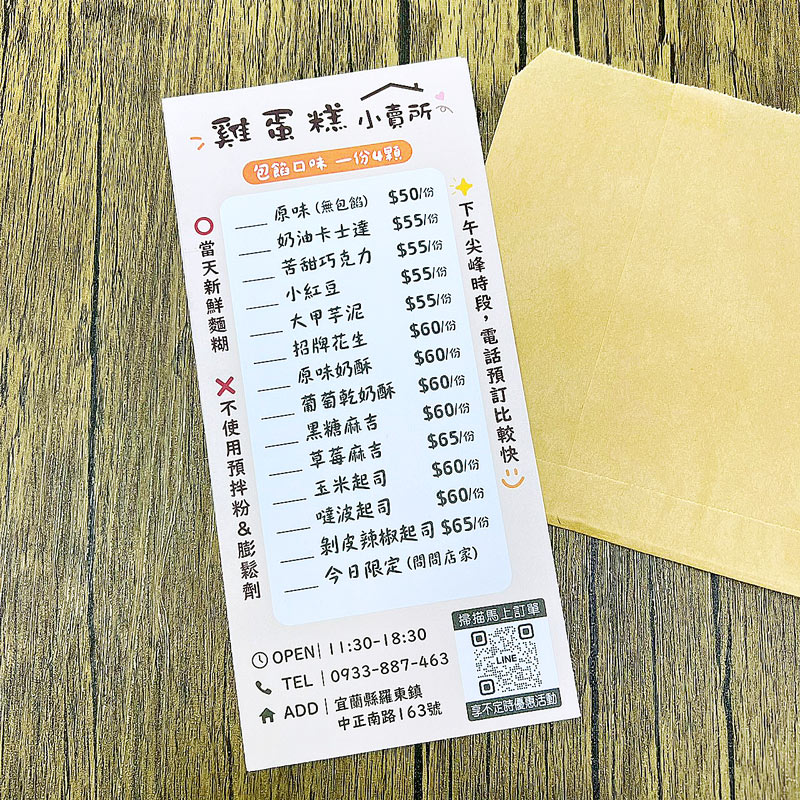 雞蛋糕小賣所
包餡口味 一份4顆
原味(無包餡) $50/份
奶油卡士達 $55/份
苦甜巧克力 $55/份
小紅豆 $55/份
大甲芋泥 $55/份
招牌花生 $60/份
原味奶酥 $60/份
葡萄乾奶酥 $60/份
黑糖麻吉 $60/份
草莓麻吉 $65/份
玉米起司 $60/份
噠波起司 $60/份
剝皮辣椒起司 $65/份
今日限定(問問店家)
當天新鮮麵糊
不使用預拌粉&膨鬆劑
下午尖峰時段，電話預訂比較快
OPEN| 11:30-18:30
TEL | 0933-887-463
ADD | 宜蘭縣羅東鎮
中正南路163號
掃描馬上訂單
LINE
享不定時優惠活動